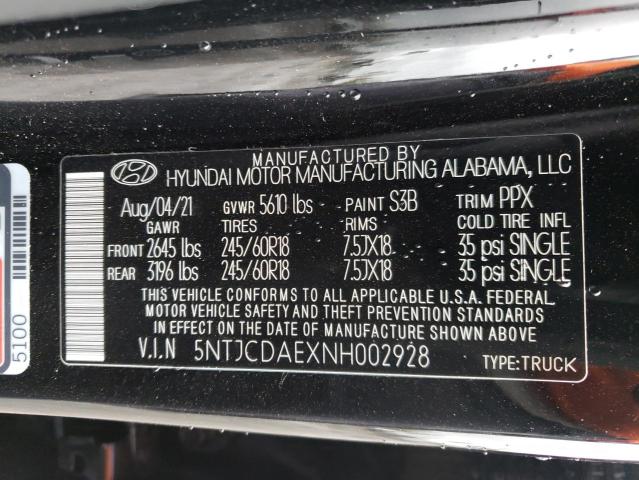 MANUFACTURED BY
HYUNDAI MOTOR MANUFACTURING ALABAMA, LLC
Aug/04/21 GVWR 5610 lbs PAINT S3B TRIM PPX
GAWR TIRES RIMS COLD TIRE INFL
FRONT 2645 lbs 245/60R18 7.5JX18 35 psi SINGLE
REAR 3196 lbs 245/60R18 7.5JX18 35 psi SINGLE
THIS VEHICLE CONFORMS TO ALL APPLICABLE U.S.A. FEDERAL
MOTOR VEHICLE SAFETY AND THEFT PREVENTION STANDARDS
IN EFFECT ON THE DATE OF MANUFACTURE SHOWN ABOVE.
V.I.N 5NTJCDAEXNH002928 TYPE:TRUCK
5100